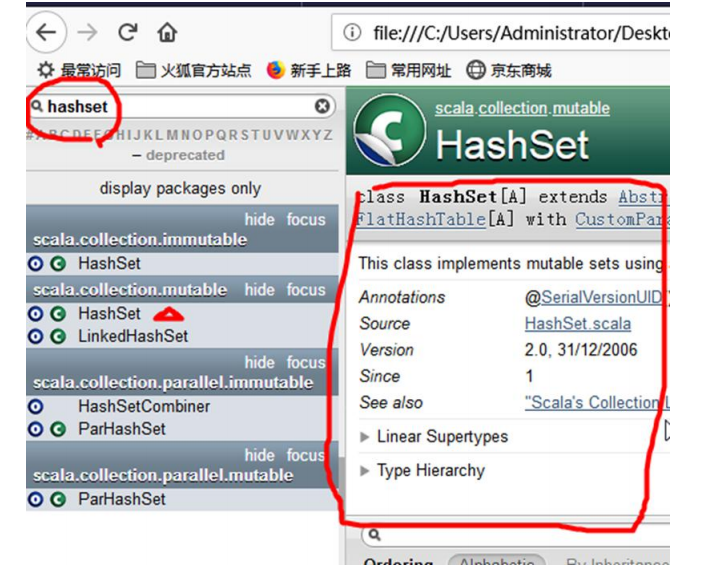 file:///C:/Users/Administrator/Deskto
最常访问 火狐官方站点 新手上路 常用网址 京东商城
hashset
#ABCDEFGHIJKLMNOPQRSTUVWXYZ
– deprecated
display packages only
hide focus
scala.collection.immutable
HashSet
scala.collection.mutable hide focus
HashSet
LinkedHashSet
hide focus
scala.collection.parallel.immutable
HashSetCombiner
ParHashSet
hide focus
scala.collection.parallel.mutable
ParHashSet
scala.collection.mutable
HashSet
class HashSet[A] extends Abstr
FlatHashTable[A] with CustomPara
This class implements mutable sets using
Annotations @SerialVersionUID
Source HashSet.scala
Version 2.0, 31/12/2006
Since 1
See also "Scala's Collection L
Linear Supertypes
Type Hierarchy
Ordering Alphabetic By Inheritance